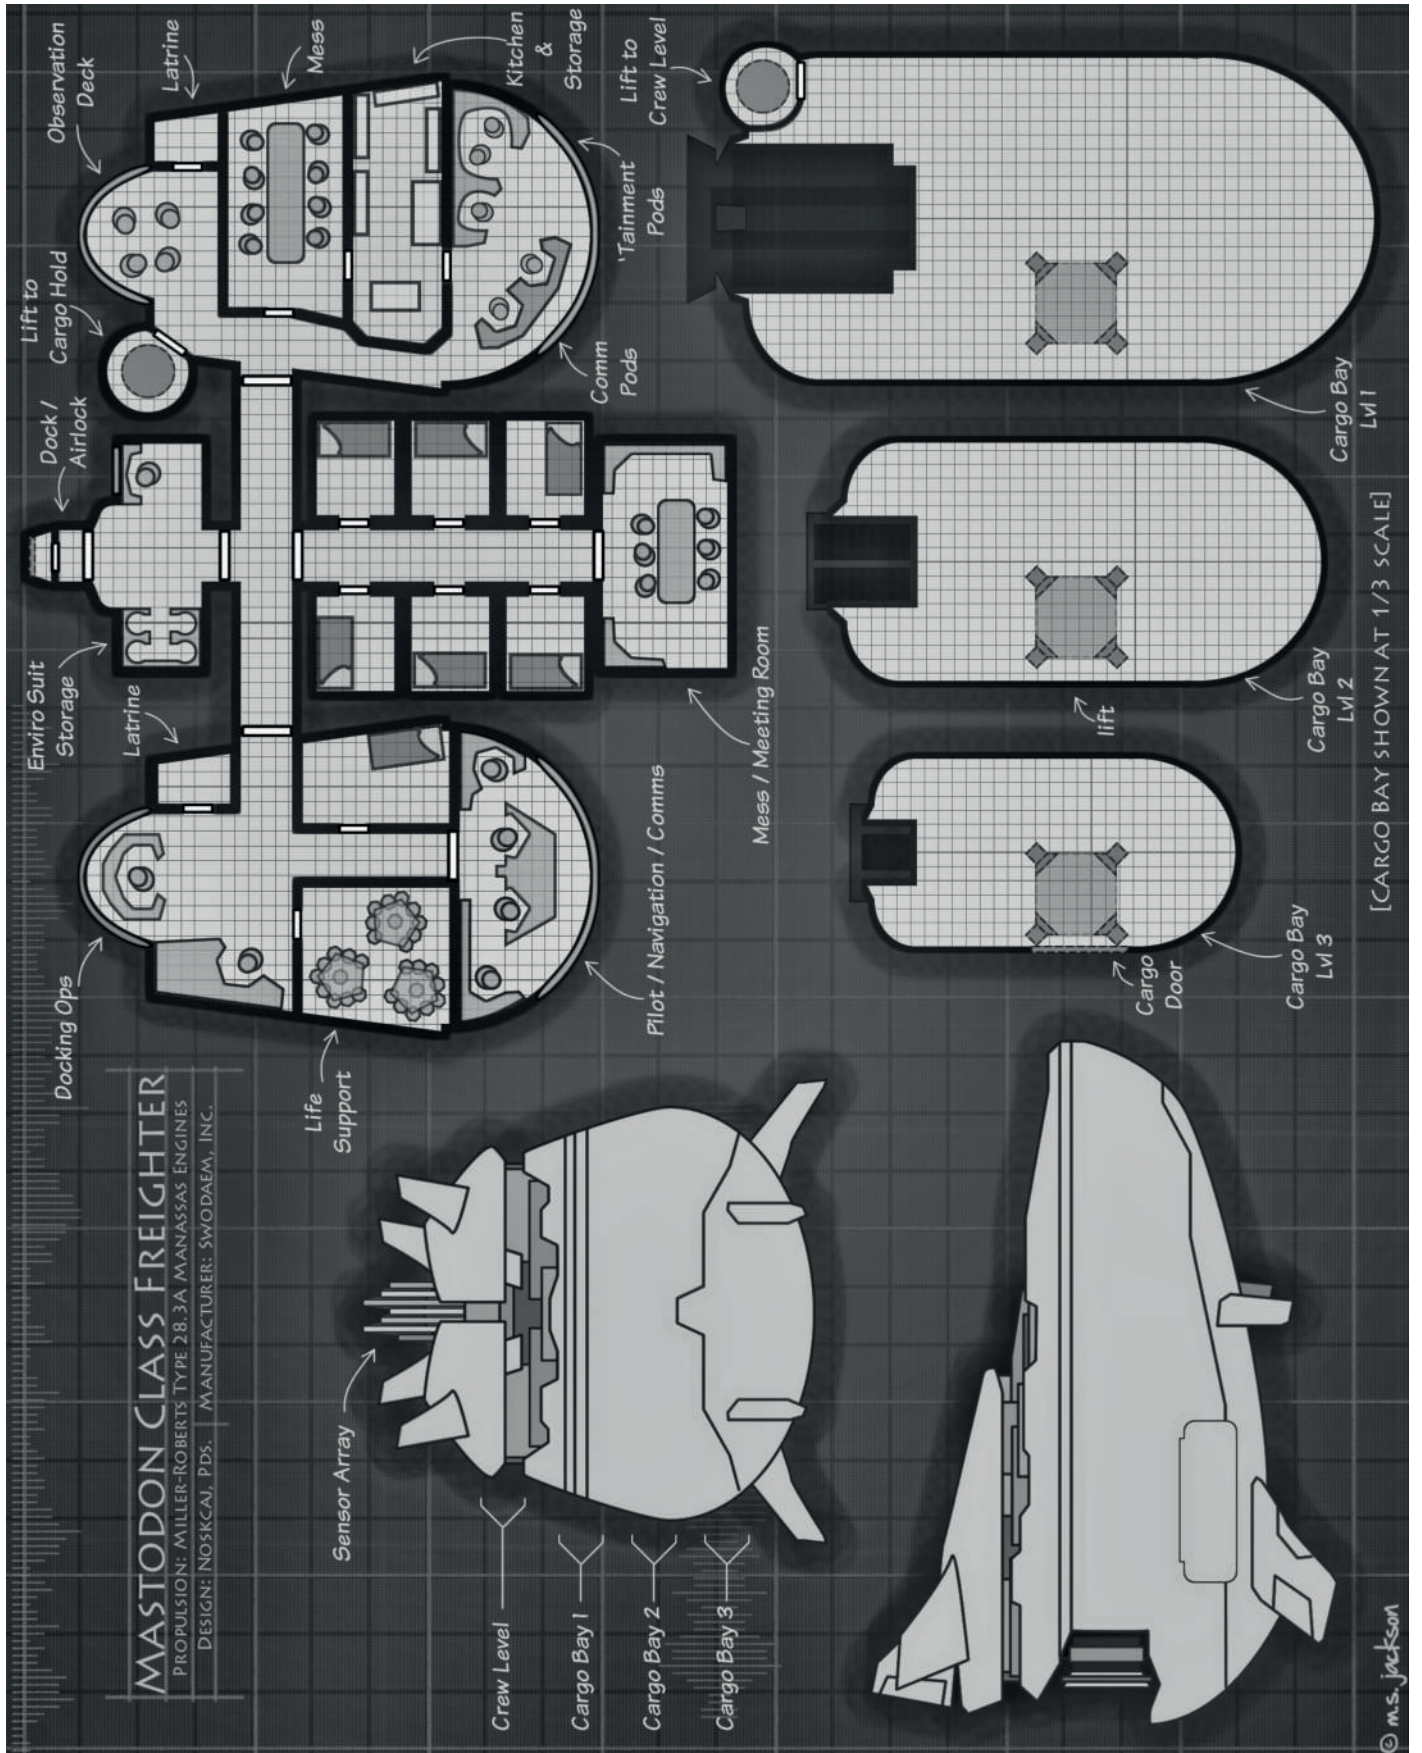 MASTODON CLASS FREIGHTER
PROPULSION: MILLER-ROBERTS TYPE 28.3A MANASSAS ENGINES
DESIGN: NOSKCAJ, PDS.
MANUFACTURER: SWODAEM, INC.
Docking Ops
Latrine
Enviro Suit
Storage
Dock /
Airlock
Lift to
Cargo Hold
Observation
Deck
Latrine
Mess
Kitchen
&
Storage
'Tainment
Pods
Comm
Pods
Mess / Meeting Room
Pilot / Navigation / Comms
Life
Support
Sensor Array
Crew Level
Cargo Bay 1
Cargo Bay 2
Cargo Bay 3
Lift to
Crew Level
Cargo Bay
Lvl 1
lift
Cargo Bay
Lvl 2
Cargo
Door
Cargo Bay
Lvl 3
[CARGO BAY SHOWN AT 1/3 SCALE]
© m.s. jackson